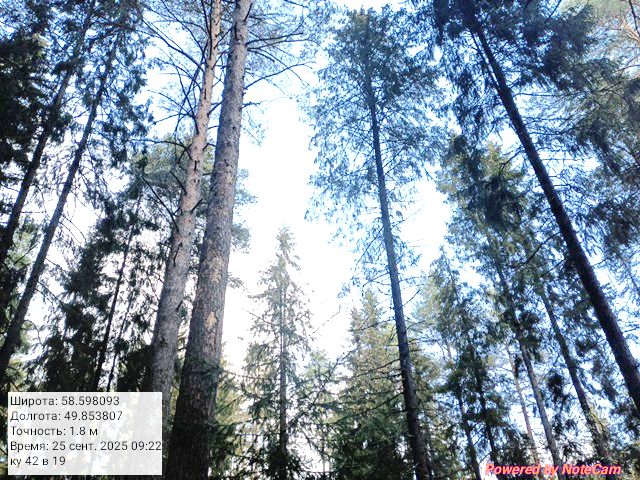 Широта: 58.598093
Долгота: 49.853807
Точность: 1.8 м
Время: 25 сент. 2025 09:22
ку 42 в 19
Powered by NoteCam